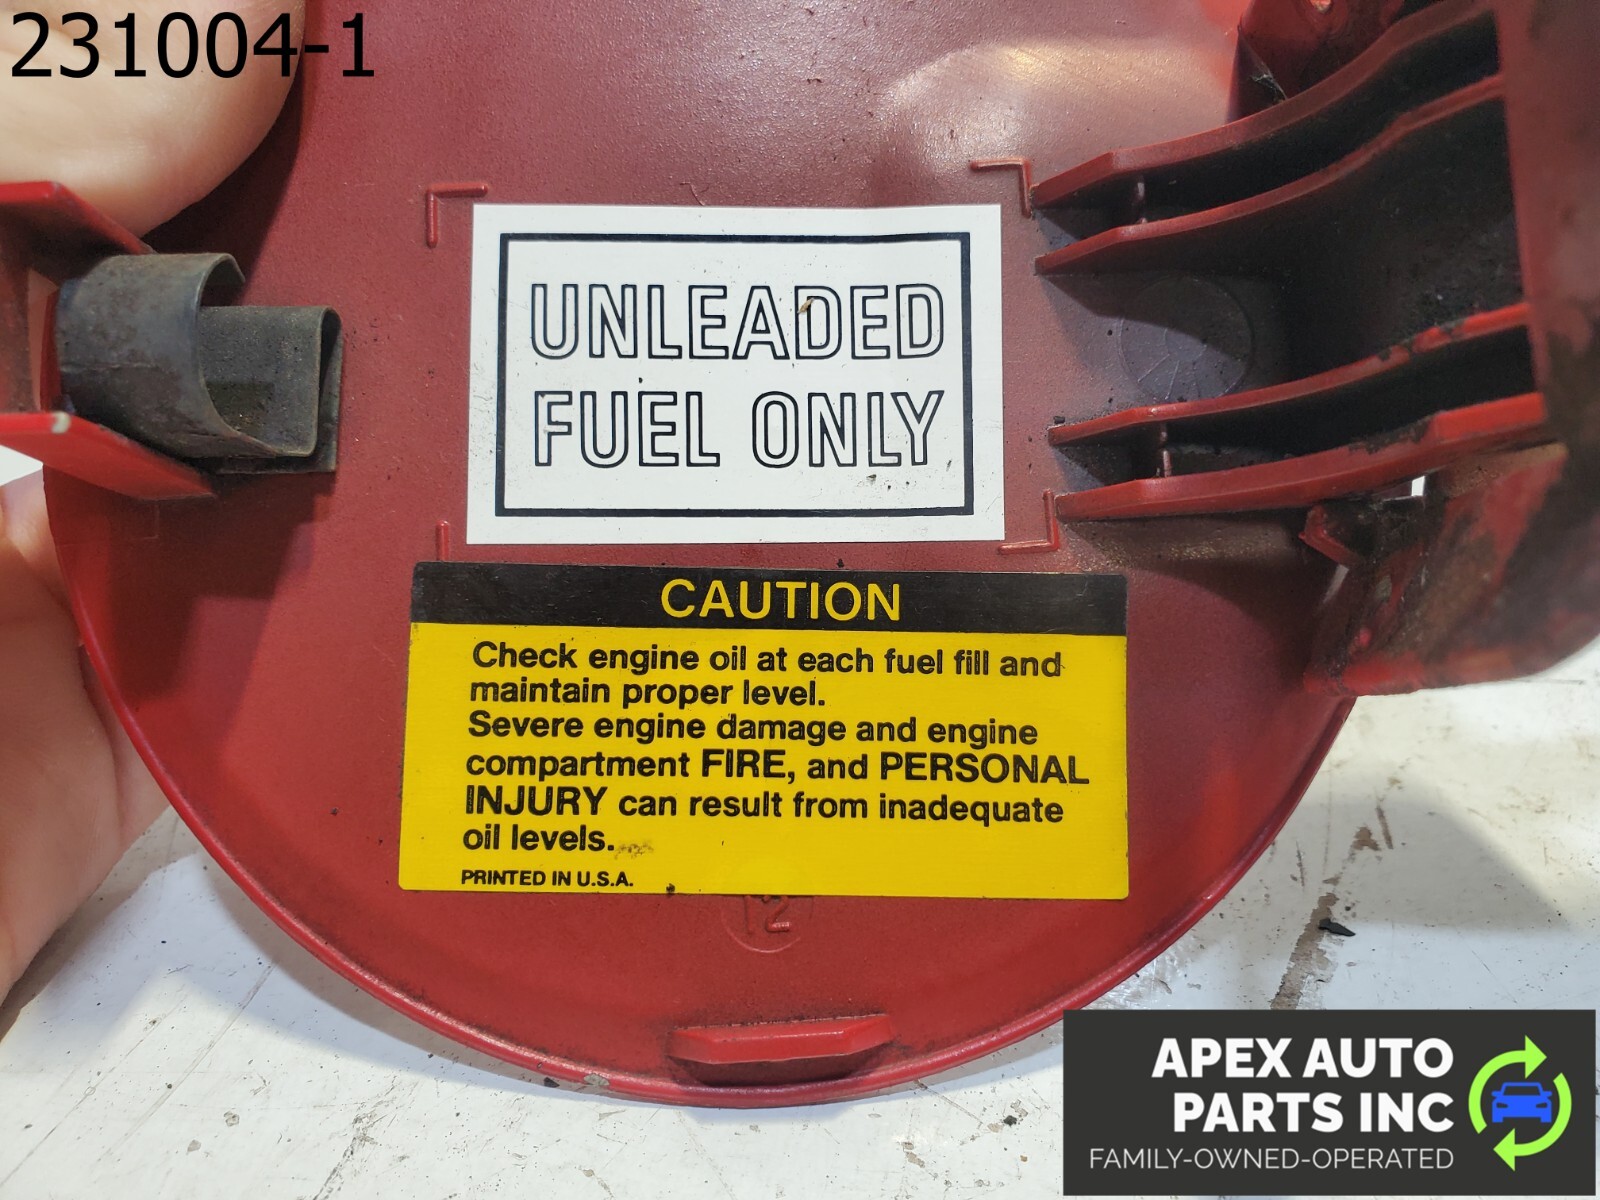 231004-1
UNLEADED
FUEL ONLY
CAUTION
Check engine oil at each fuel fill and
maintain proper level.
Severe engine damage and engine
compartment FIRE, and PERSONAL
INJURY can result from inadequate
oil levels.
PRINTED IN U.S.A.
12
APEX AUTO
PARTS INC
FAMILY-OWNED-OPERATED